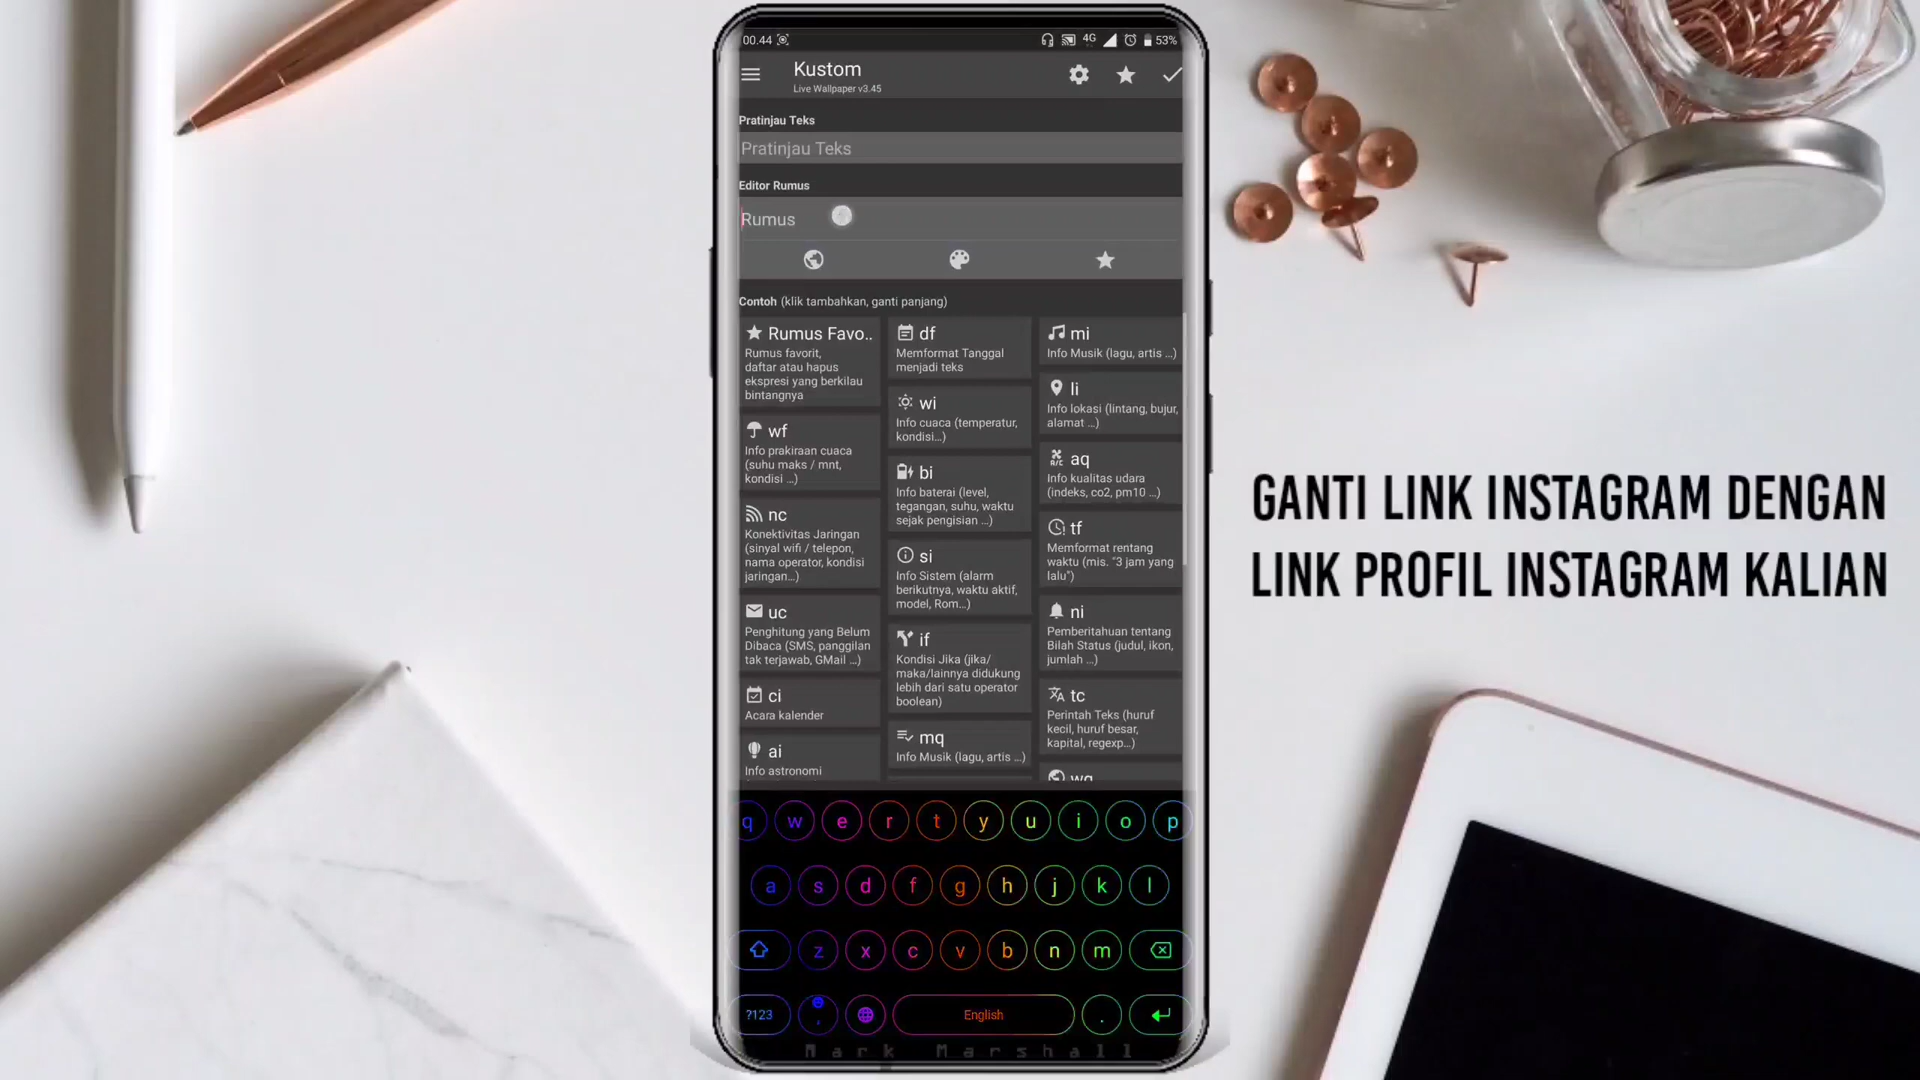 00.44
4G
53%
Kustom
Live Wallpaper v3.45
Pratinjau Teks
Pratinjau Teks
Editor Rumus
Rumus
Contoh (klik tambahkan, ganti panjang)
Rumus Favo..
Rumus favorit,
daftar atau hapus
ekspresi yang berkilau
bintangnya
wf
Info prakiraan cuaca
(suhu maks / mnt,
kondisi ...)
nc
Konektivitas Jaringan
(sinyal wifi / telepon,
nama operator, kondisi
jaringan...)
uc
Penghitung yang Belum
Dibaca (SMS, panggilan
tak terjawab, GMail ...)
ci
Acara kalender
ai
Info astronomi
df
Memformat Tanggal
menjadi teks
wi
Info cuaca (temperatur,
kondisi...)
bi
Info baterai (level,
tegangan, suhu, waktu
sejak pengisian ...)
si
Info Sistem (alarm
berikutnya, waktu aktif,
model, Rom...)
if
Kondisi Jika (jika/
maka/lainnya didukung
lebih dari satu operator
boolean)
mq
Info Musik (lagu, artis ...)
mi
Info Musik (lagu, artis ...)
li
Info lokasi (lintang, bujur,
alamat ...)
aq
Info kualitas udara
(indeks, co2, pm10 ...)
tf
Memformat rentang
waktu (mis. "3 jam yang
lalu")
ni
Pemberitahuan tentang
Bilah Status (judul, ikon,
jumlah ...)
tc
Perintah Teks (huruf
kecil, huruf besar,
kapital, regexp...)
wg
q w e r t y u i o p
a s d f g h j k l
z x c v b n m
?123 , English .
Mark Marshall
GANTI LINK INSTAGRAM DENGAN
LINK PROFIL INSTAGRAM KALIAN